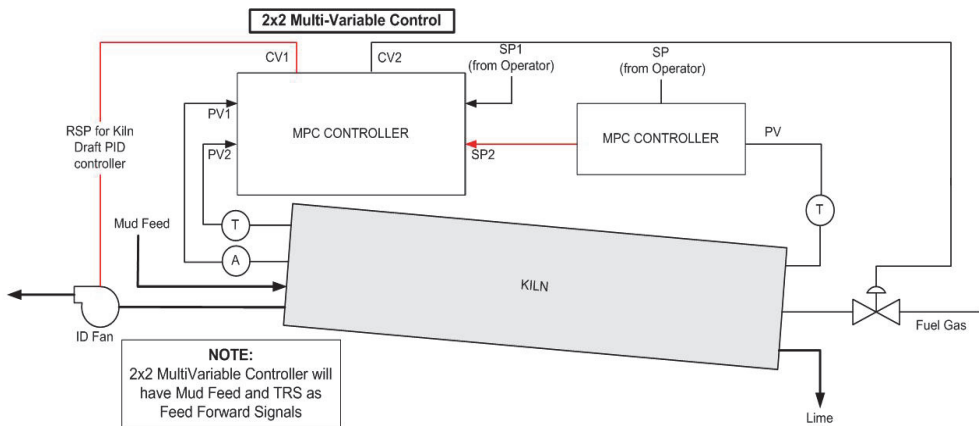 2x2 Multi-Variable Control
CV1
CV2
SP1
(from Operator)
SP
(from Operator)
PV1
MPC CONTROLLER
MPC CONTROLLER
PV
RSP for Kiln
Draft PID
controller
PV2
SP2
T
T
Mud Feed
A
KILN
ID Fan
Fuel Gas
NOTE:
2x2 MultiVariable Controller will
have Mud Feed and TRS as
Feed Forward Signals
Lime